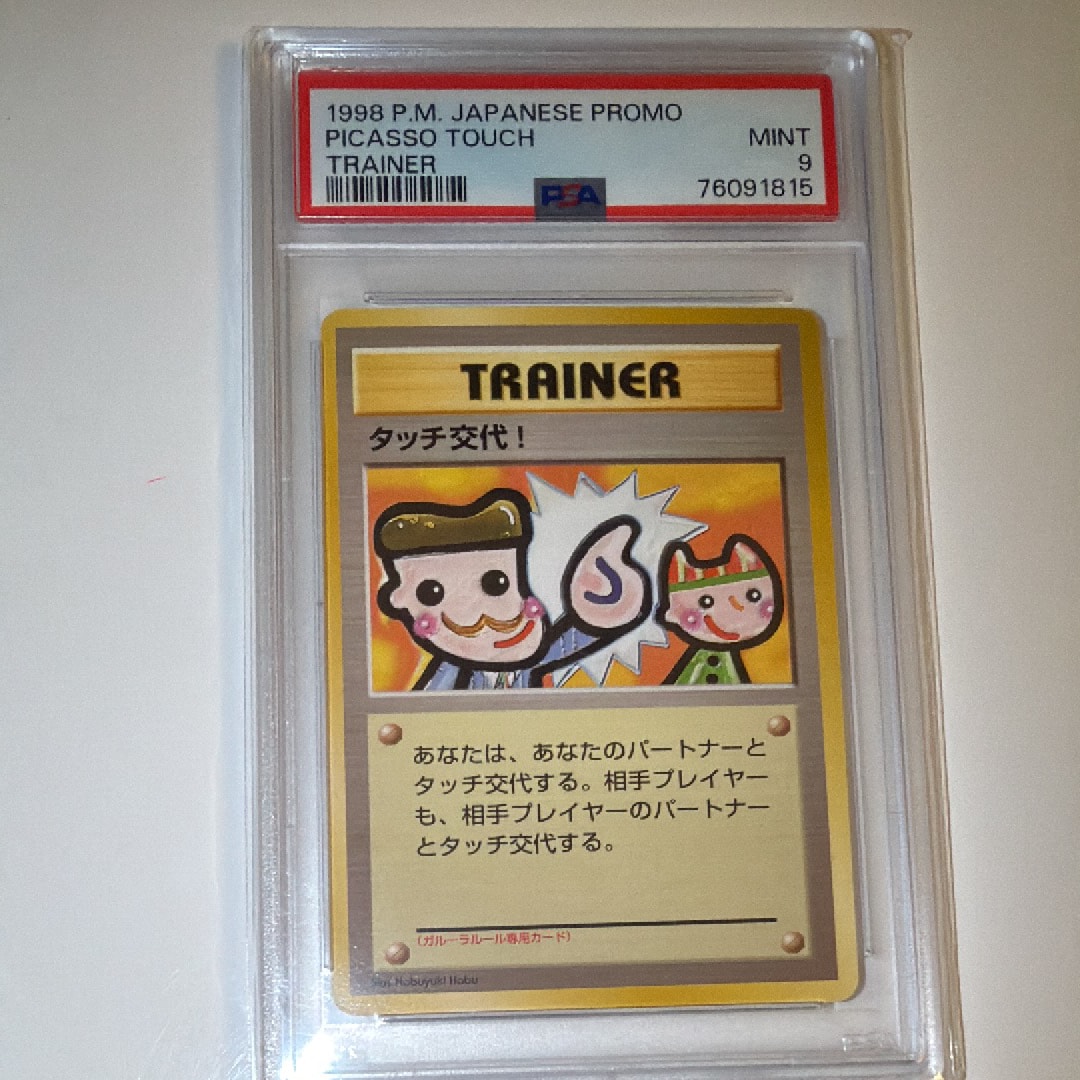 1998 P.M. JAPANESE PROMO
PICASSO TOUCH MINT
TRAINER 9
PSA 76091815
TRAINER
タッチ交代！
あなたは、あなたのパートナーと
タッチ交代する。相手プレイヤー
も、相手プレイヤーのパートナー
とタッチ交代する。
（ガルーラルール専用カード）
Illus. Nobuyuki Habu